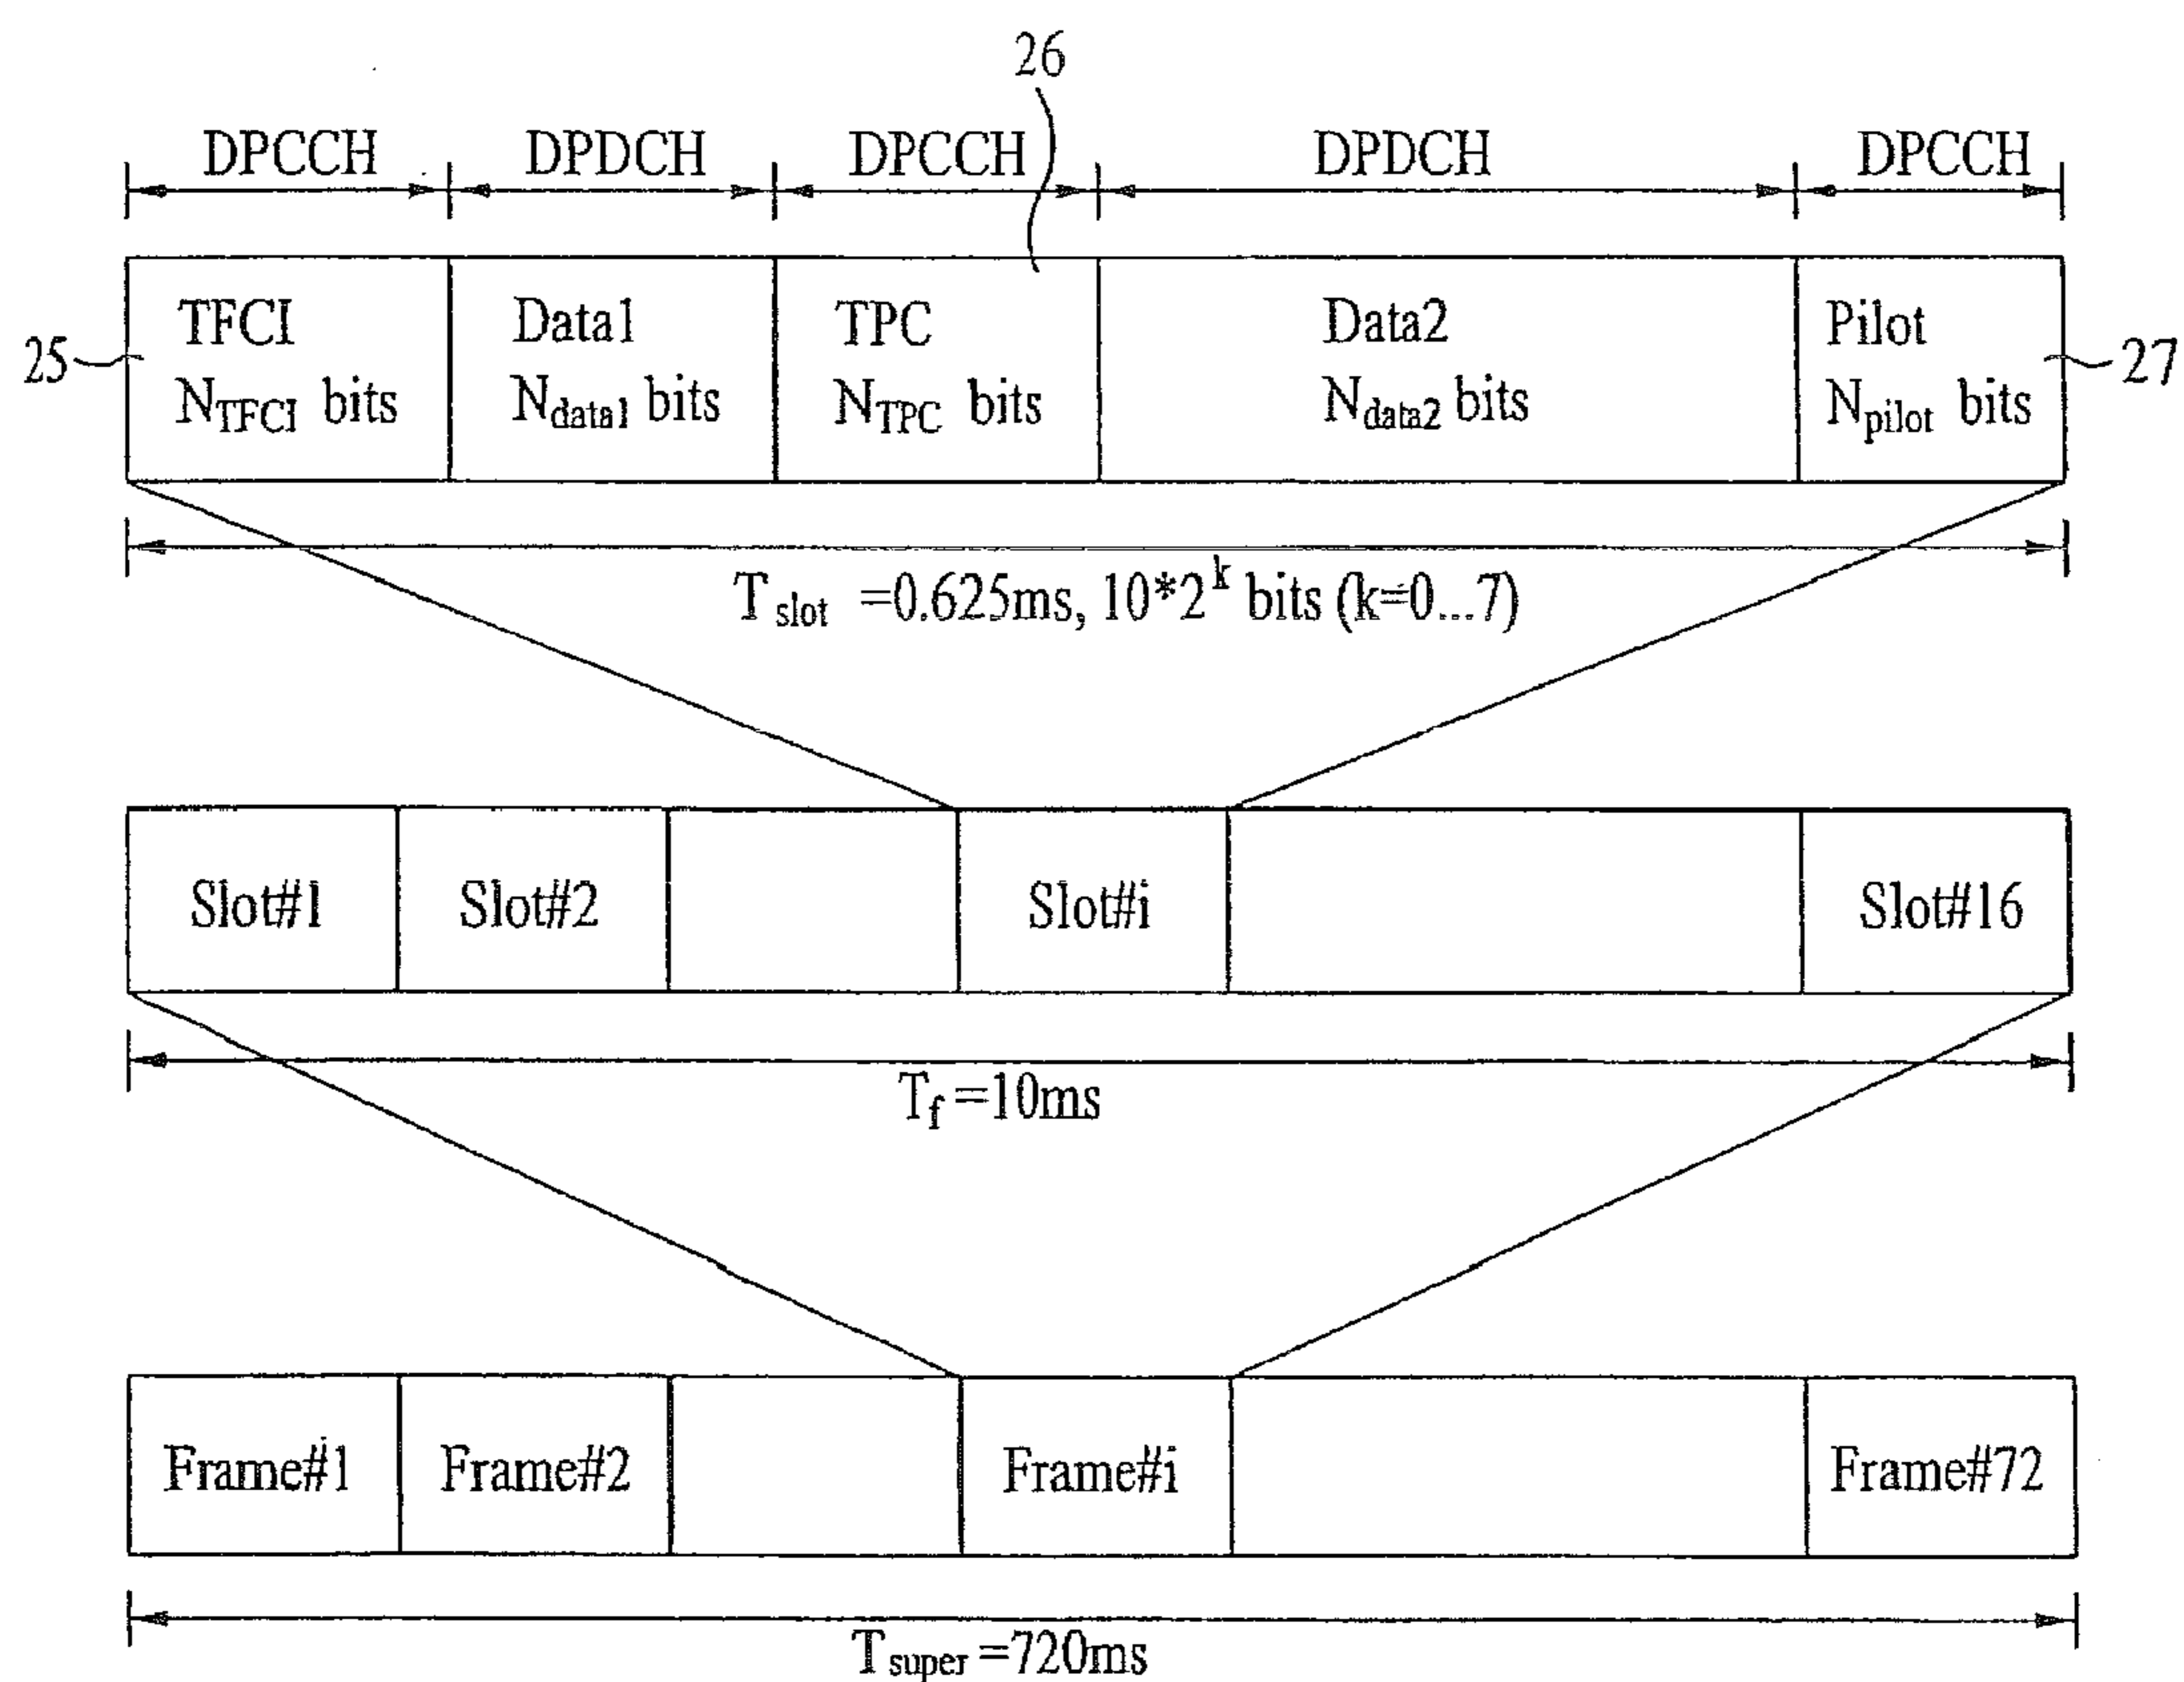 26
DPCCH DPDCH DPCCH DPDCH DPCCH
TFCI Data1 TPC Data2 Pilot
25 27
N_TFCI bits N_data1 bits N_TPC bits N_data2 bits N_pilot bits
T_slot =0.625ms, 10*2^k bits (k=0...7)
Slot#1 Slot#2 Slot#i Slot#16
T_f =10ms
Frame#1 Frame#2 Frame#i Frame#72
T_super =720ms